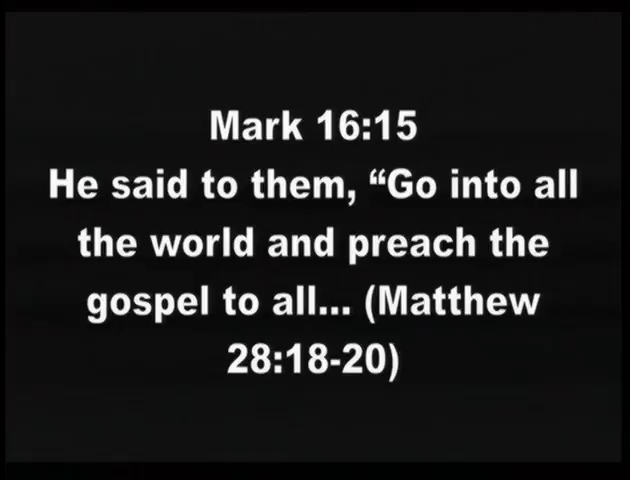 Mark 16:15
He said to them, “Go into all
the world and preach the
gospel to all... (Matthew
28:18-20)